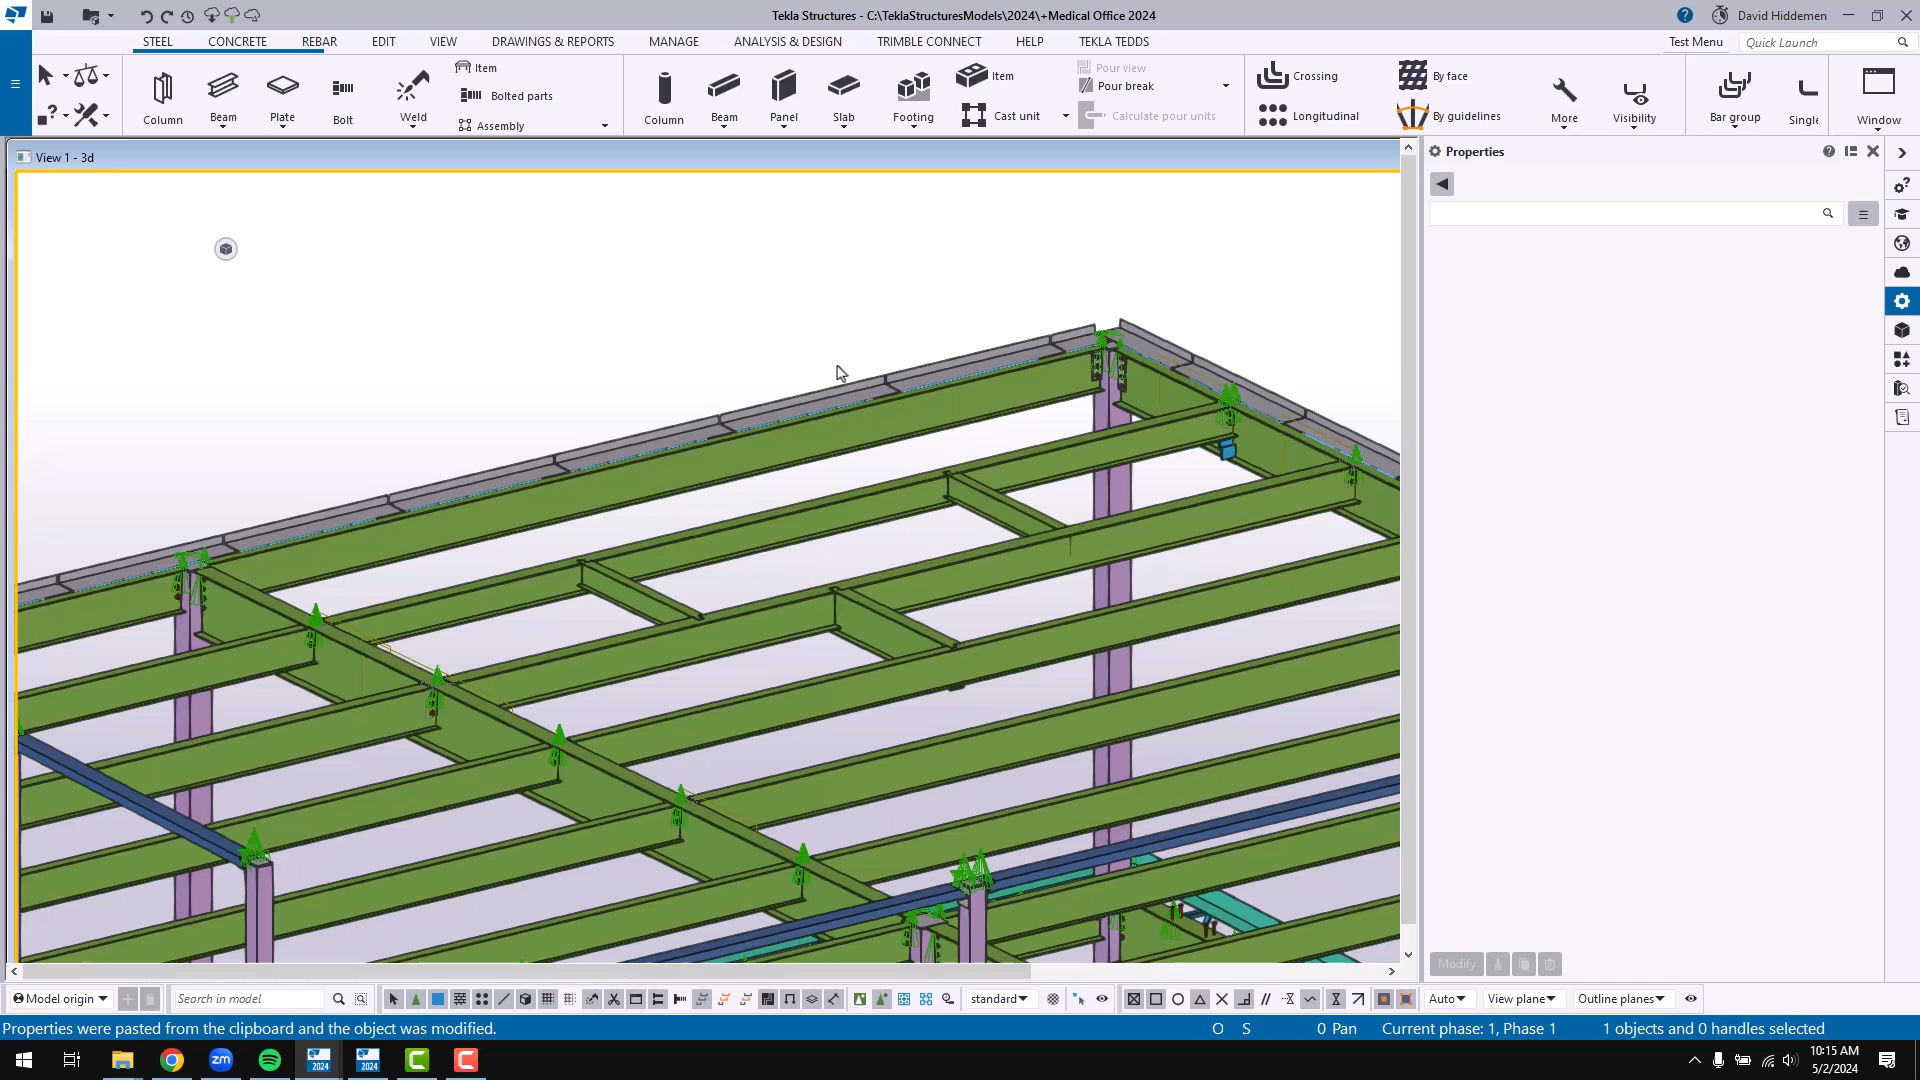 Tekla Structures - C:\TeklaStructuresModels\2024\+Medical Office 2024
David Hiddemen
STEEL CONCRETE REBAR EDIT VIEW DRAWINGS & REPORTS MANAGE ANALYSIS & DESIGN TRIMBLE CONNECT HELP TEKLA TEDDS
Test Menu Quick Launch
Column
Beam
Plate
Bolt
Weld
Item
Bolted parts
Assembly
Column
Beam
Panel
Slab
Footing
Item
Cast unit
Pour view
Pour break
Calculate pour units
Crossing
Longitudinal
By face
By guidelines
More
Visibility
Bar group
Single
Window
View 1 - 3d
Properties
Modify
Model origin
Search in model
standard
Auto
View plane
Outline planes
Properties were pasted from the clipboard and the object was modified.
O S 0 Pan Current phase: 1, Phase 1 1 objects and 0 handles selected
zm
2024
2024
10:15 AM
5/2/2024